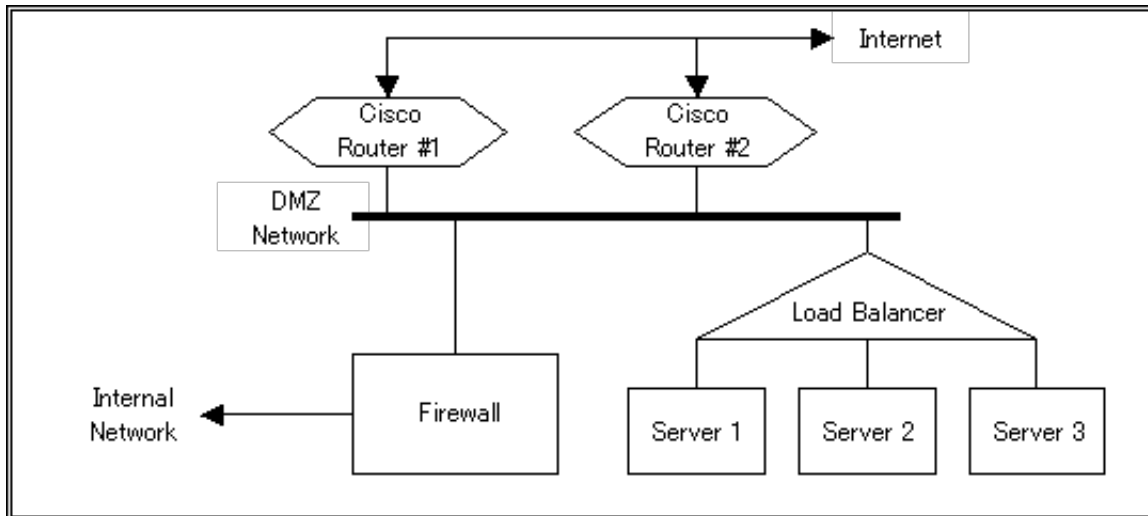 Internet
Cisco
Router #1
Cisco
Router #2
DMZ
Network
Load Balancer
Internal
Network
Firewall
Server 1
Server 2
Server 3